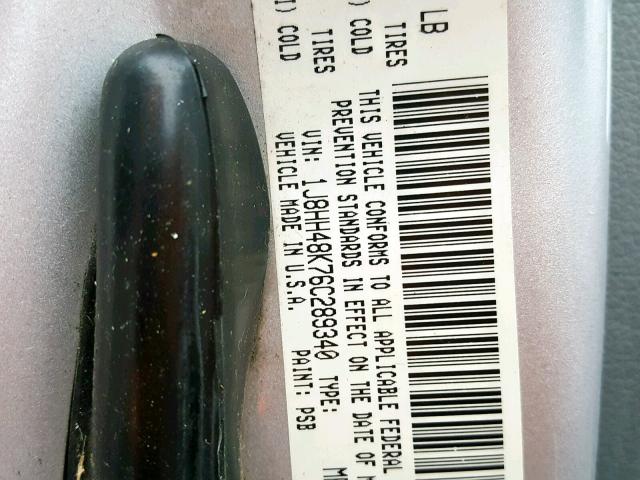 LB
TIRES
) COLD
TIRES
I) COLD
THIS VEHICLE CONFORMS TO ALL APPLICABLE FEDERAL
PREVENTION STANDARDS IN EFFECT ON THE DATE OF M
VIN: 1J8HH48K76C289340 TYPE:
VEHICLE MADE IN U.S.A. PAINT: PSB